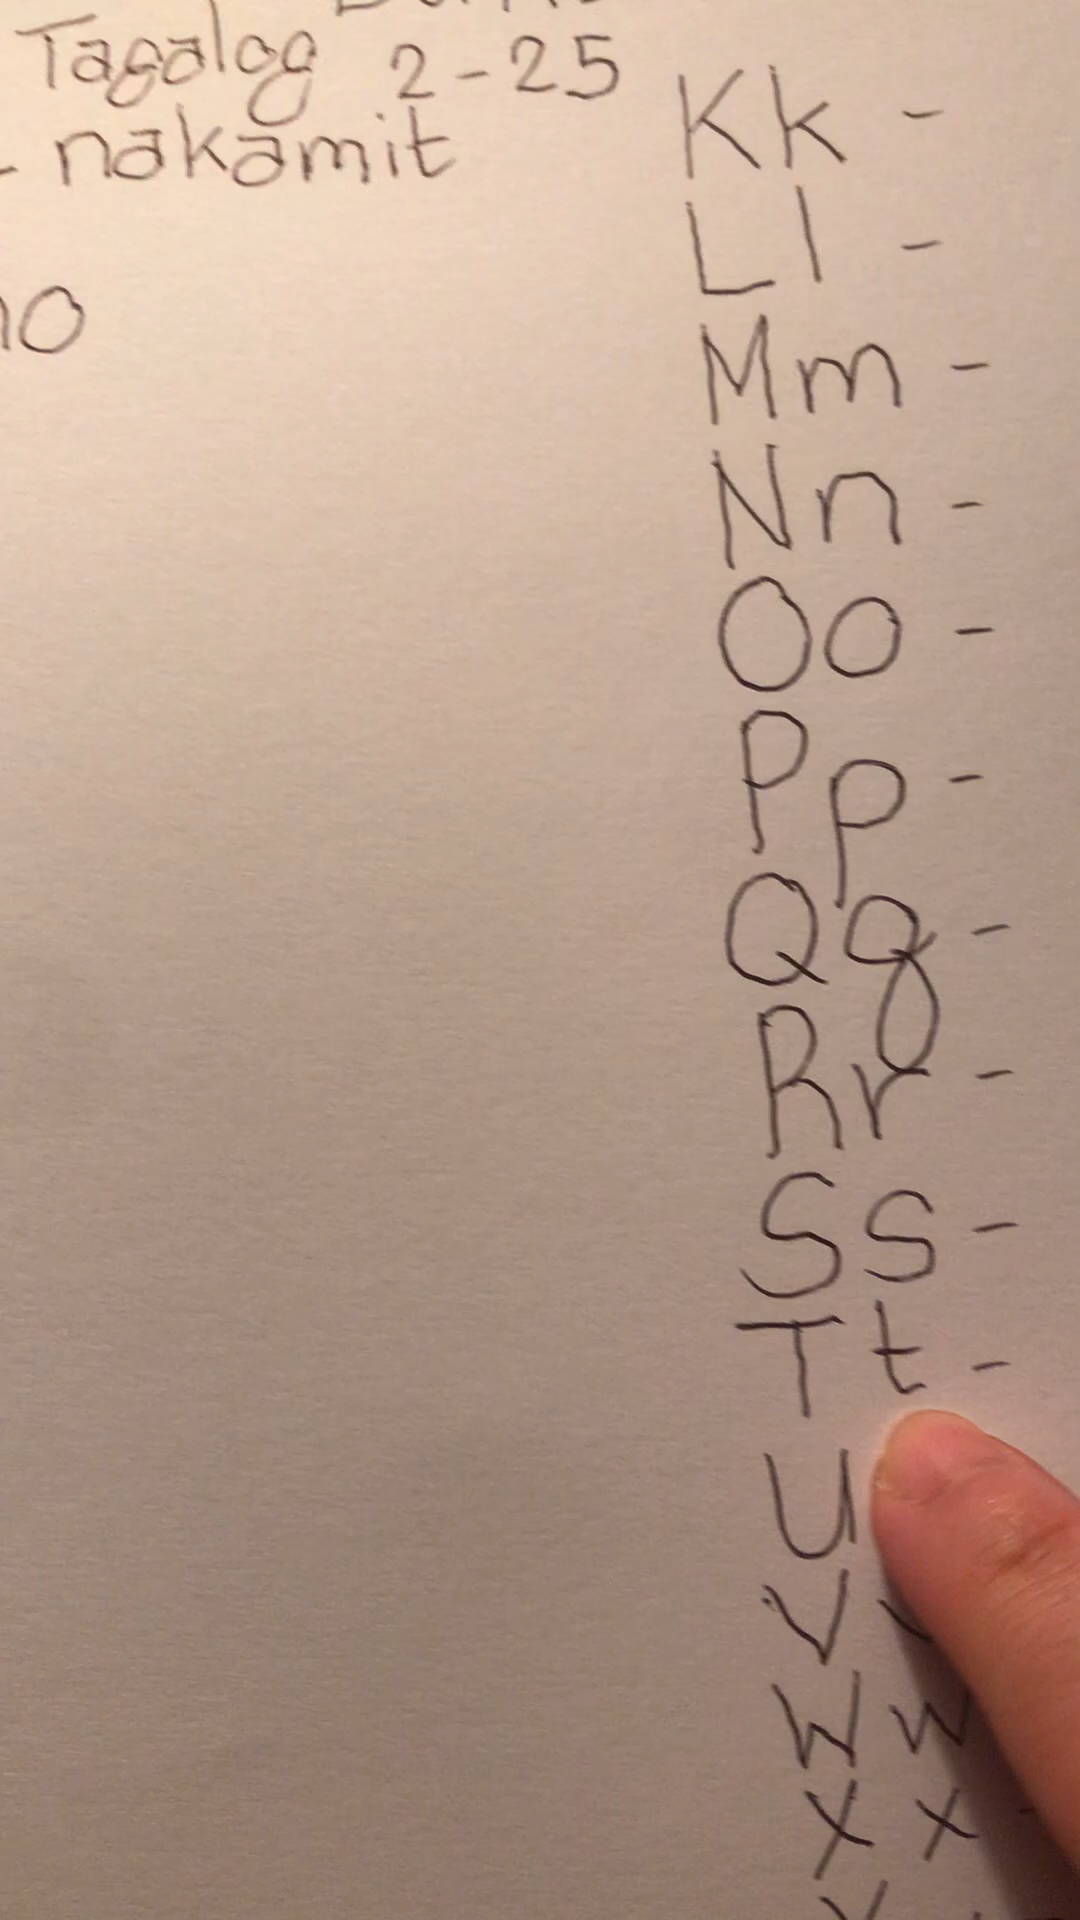 Tagalog 2-25
- nakamit
Kk -
Ll -
Mm -
Nn -
Oo -
Pp -
Qq -
Rr -
Ss -
Tt -
U
V
Ww
Xx -